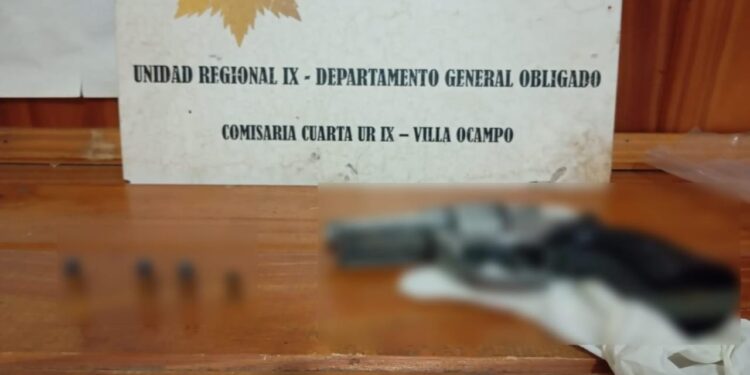 UNIDAD REGIONAL IX - DEPARTAMENTO GENERAL OBLIGADO
COMISARIA CUARTA UR IX – VILLA OCAMPO